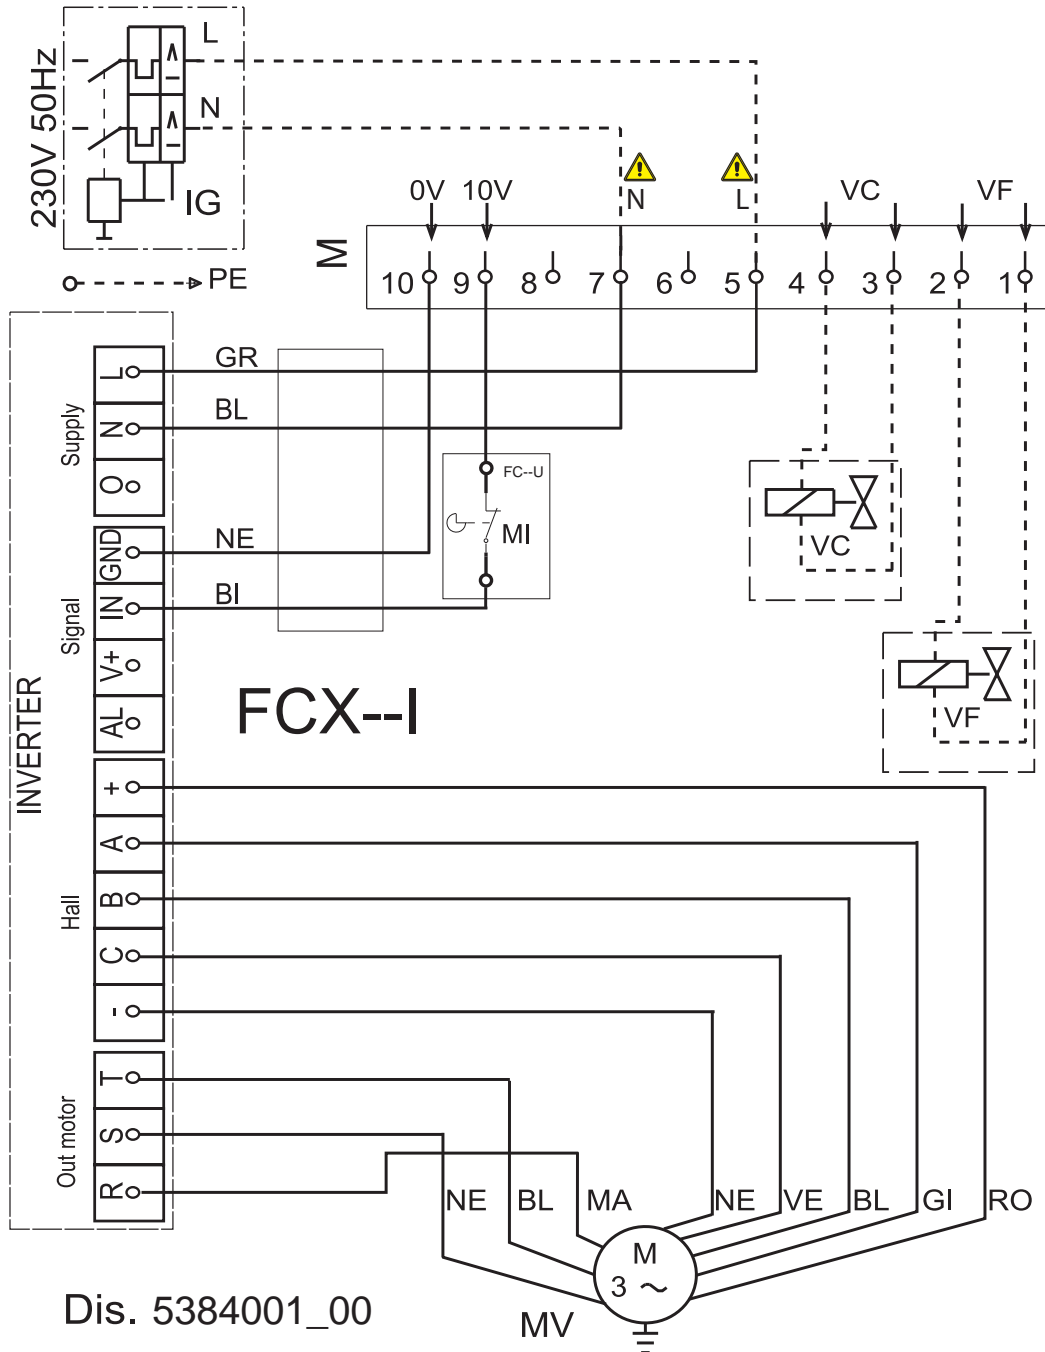 230V 50Hz
L
N
IG
PE
0V 10V
N
L
VC
VF
M
10 9 8 7 6 5 4 3 2 1
INVERTER
Supply
L
N
O
Signal
GND
IN
V+
AL
Hall
+
A
B
C
-
Out motor
T
S
R
GR
BL
NE
BI
FC--U
MI
VC
VF
FCX--I
NE BL MA NE VE BL GI RO
M
3 ~
MV
Dis. 5384001_00